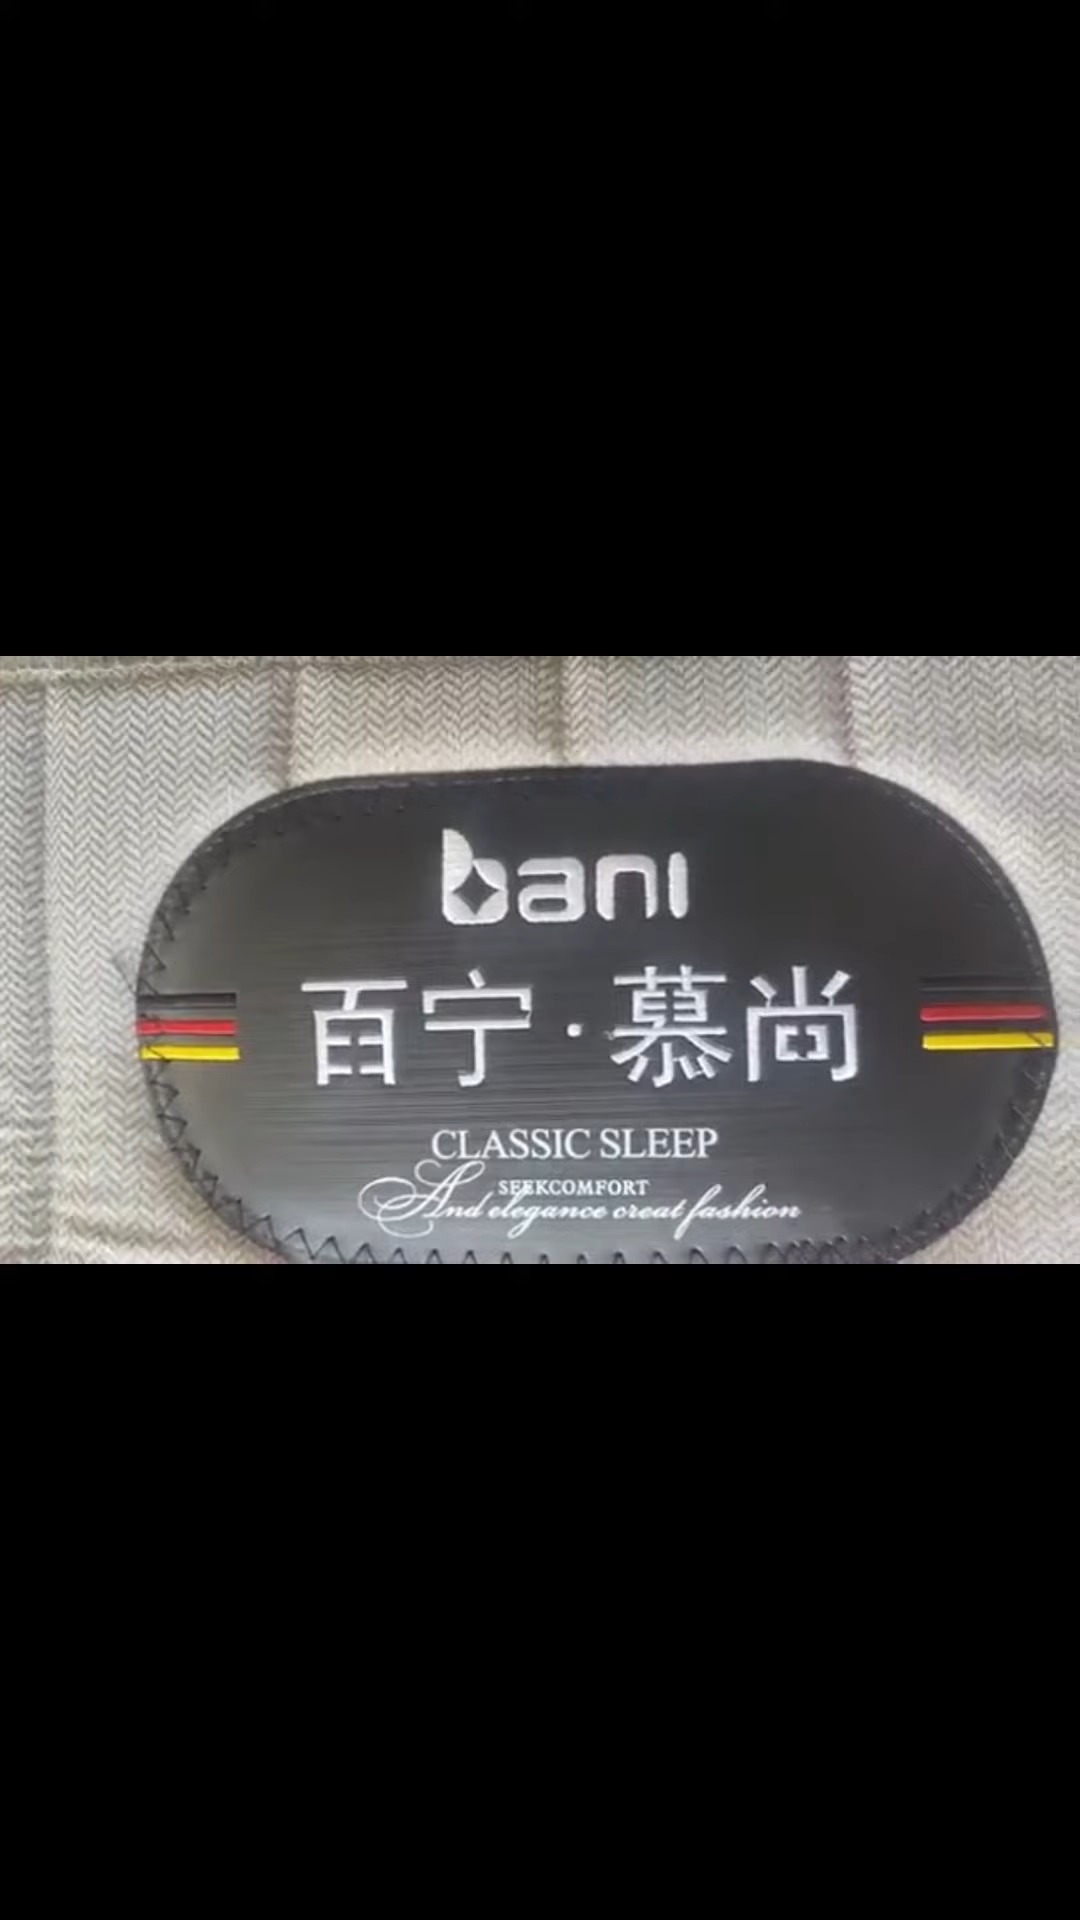 bani
百宁·慕尚
CLASSIC SLEEP
SEEKCOMFORT
And elegance creat fashion